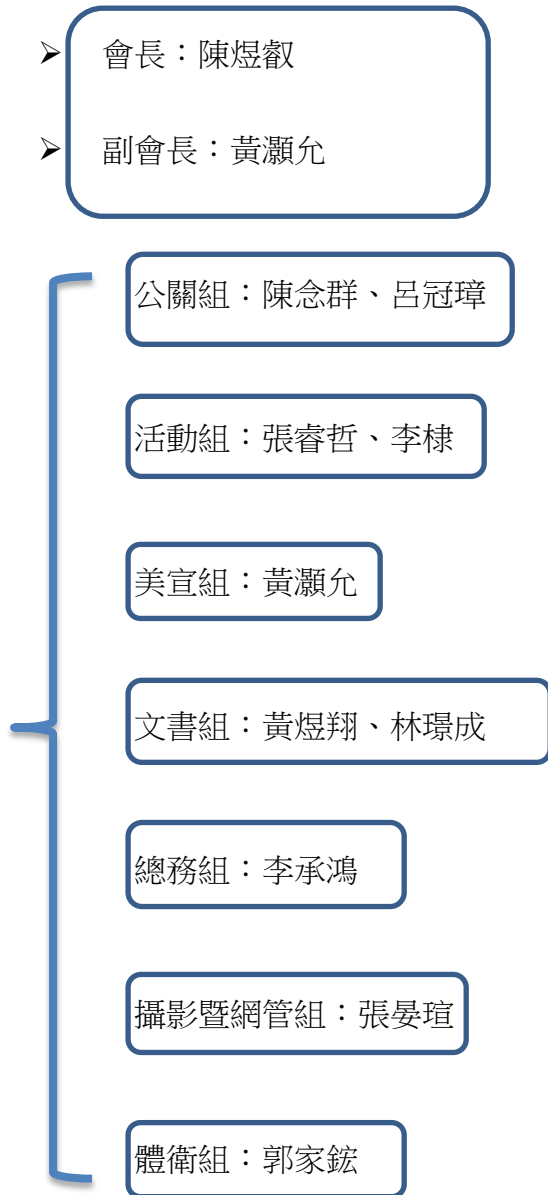 ➢ 會長：陳煜叡
➢ 副會長：黃灝允
公關組：陳念群、呂冠璋
活動組：張睿哲、李棣
美宣組：黃灝允
文書組：黃煜翔、林璟成
總務組：李承鴻
攝影暨網管組：張晏瑄
體衛組：郭家鋐